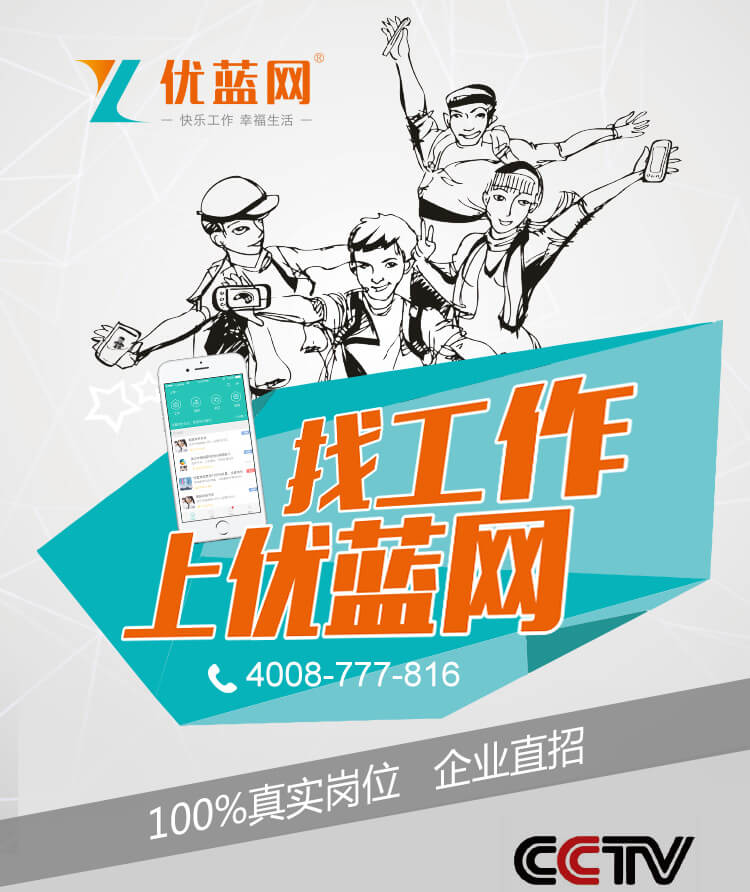 优蓝网®
— 快乐工作 幸福生活 —
找工作
上优蓝网
4008-777-816
100%真实岗位 企业直招
CCTV